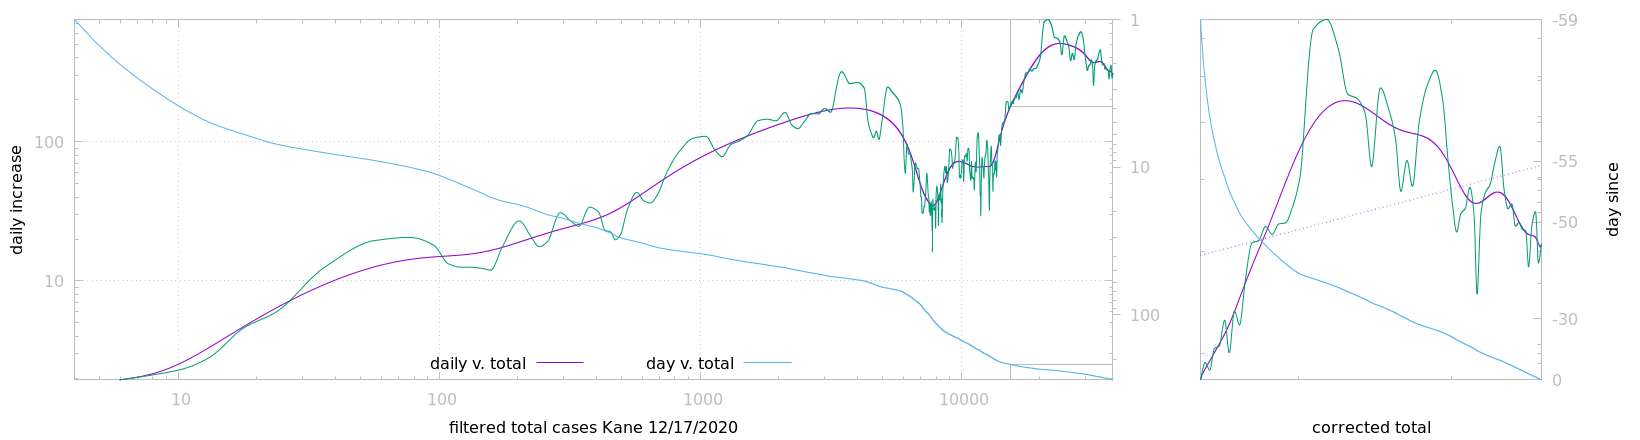 daily increase
100
10
10
100
1000
10000
daily v. total
day v. total
filtered total cases Kane 12/17/2020
1
10
100
-59
-55
-50
-30
0
day since
corrected total